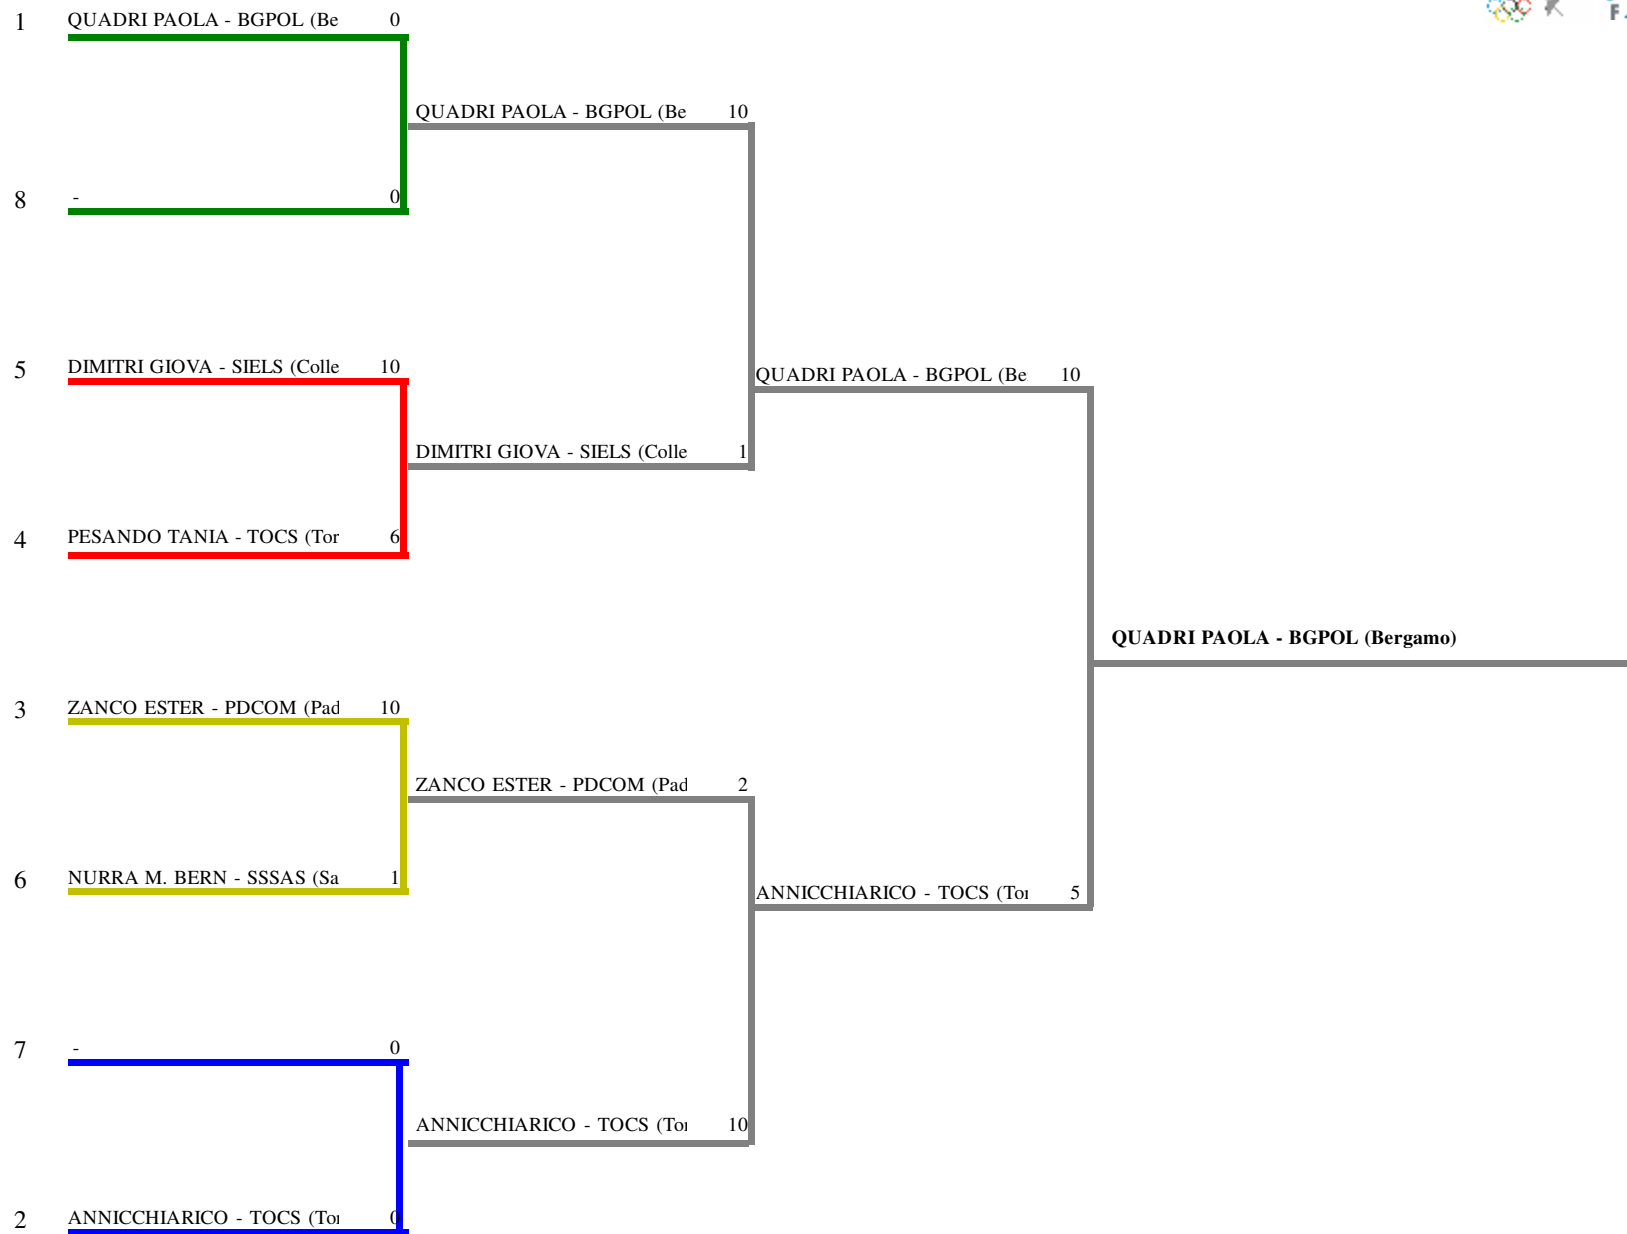 1 QUADRI PAOLA - BGPOL (Be 0
QUADRI PAOLA - BGPOL (Be 10
8 - 0
5 DIMITRI GIOVA - SIELS (Colle 10
QUADRI PAOLA - BGPOL (Be 10
DIMITRI GIOVA - SIELS (Colle 1
4 PESANDO TANIA - TOCS (Tor 6
QUADRI PAOLA - BGPOL (Bergamo)
3 ZANCO ESTER - PDCOM (Pad 10
ZANCO ESTER - PDCOM (Pad 2
6 NURRA M. BERN - SSSAS (Sa 1
ANNICCHIARICO - TOCS (Tor 5
7 - 0
ANNICCHIARICO - TOCS (Tor 10
2 ANNICCHIARICO - TOCS (Tor 0